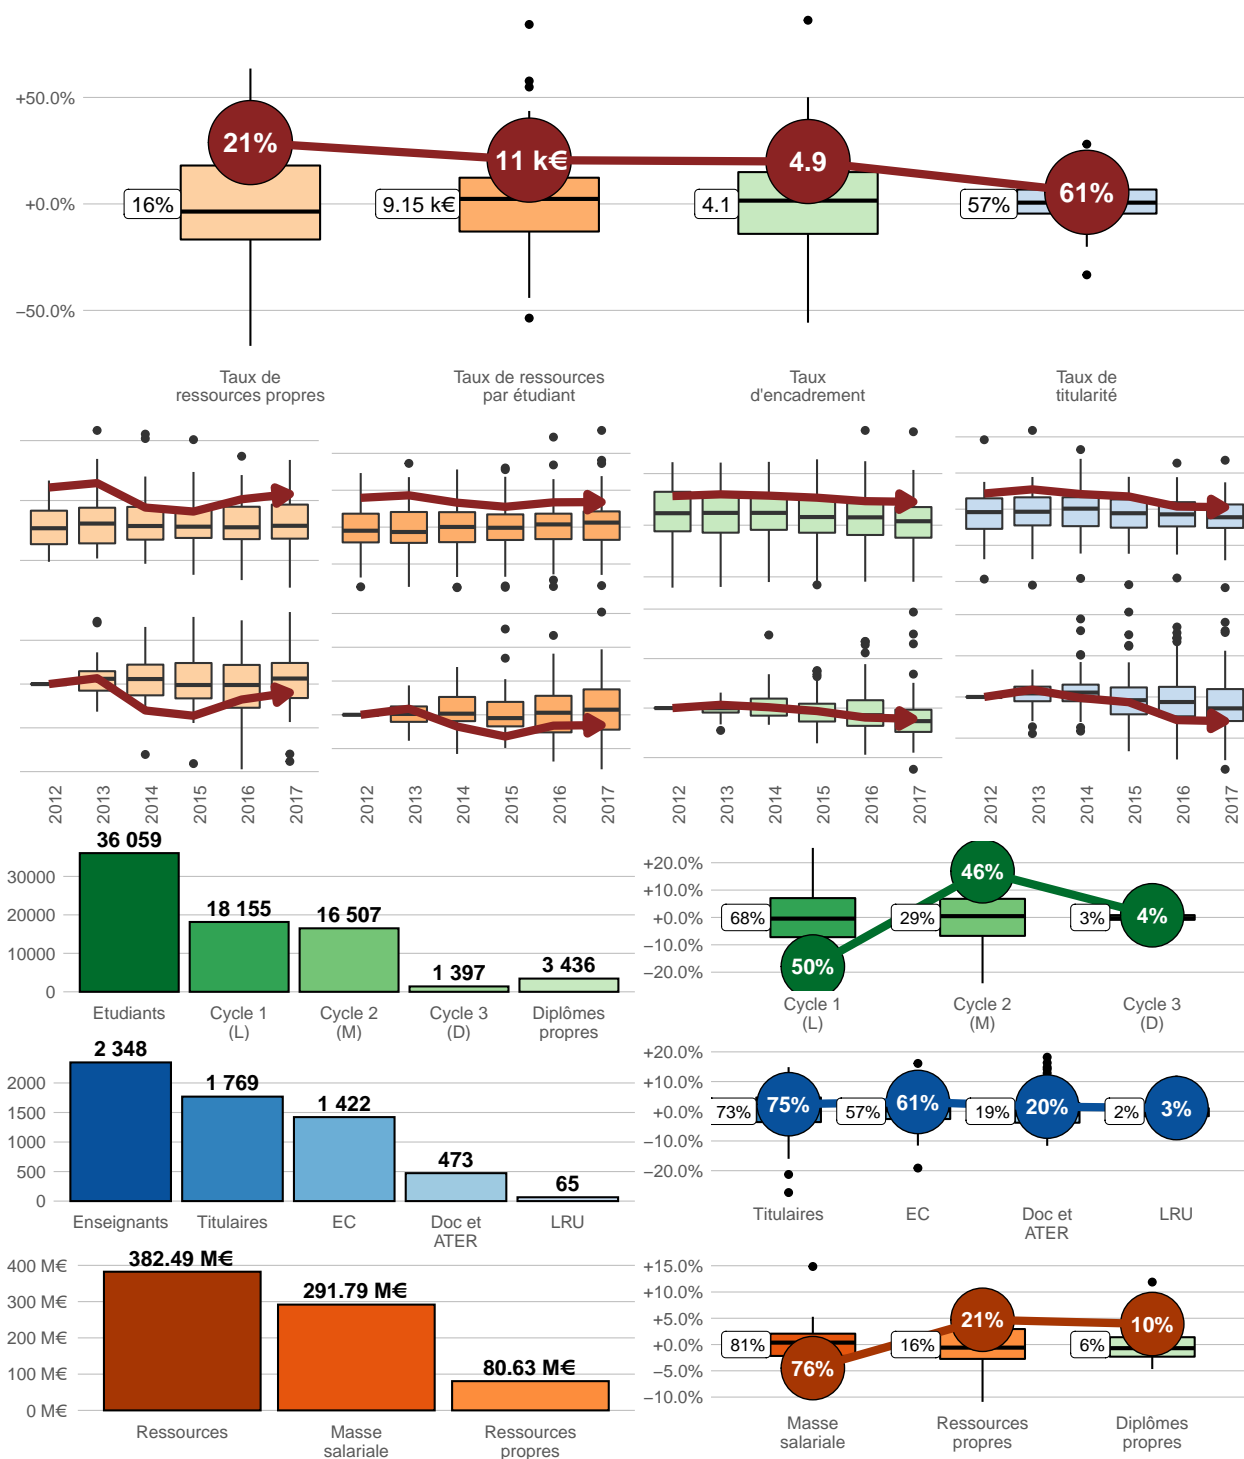 +50.0%
+0.0%
−50.0%
21%
11 k€
4.9
61%
16%
9.15 k€
4.1
57%
Taux de
ressources propres
Taux de ressources
par étudiant
Taux
d'encadrement
Taux de
titularité
2012
2013
2014
2015
2016
2017
2012
2013
2014
2015
2016
2017
2012
2013
2014
2015
2016
2017
2012
2013
2014
2015
2016
2017
30000
20000
10000
0
36 059
18 155
16 507
1 397
3 436
Etudiants
Cycle 1
(L)
Cycle 2
(M)
Cycle 3
(D)
Diplômes
propres
+20.0%
+10.0%
+0.0%
−10.0%
−20.0%
68%
50%
29%
46%
3%
4%
Cycle 1
(L)
Cycle 2
(M)
Cycle 3
(D)
2000
1500
1000
500
0
2 348
1 769
1 422
473
65
Enseignants
Titulaires
EC
Doc et
ATER
LRU
+20.0%
+10.0%
+0.0%
−10.0%
−20.0%
73%
75%
57%
61%
19%
20%
2%
3%
Titulaires
EC
Doc et
ATER
LRU
400 M€
300 M€
200 M€
100 M€
0 M€
382.49 M€
291.79 M€
80.63 M€
Ressources
Masse
salariale
Ressources
propres
+15.0%
+10.0%
+5.0%
+0.0%
−5.0%
−10.0%
81%
76%
16%
21%
6%
10%
Masse
salariale
Ressources
propres
Diplômes
propres